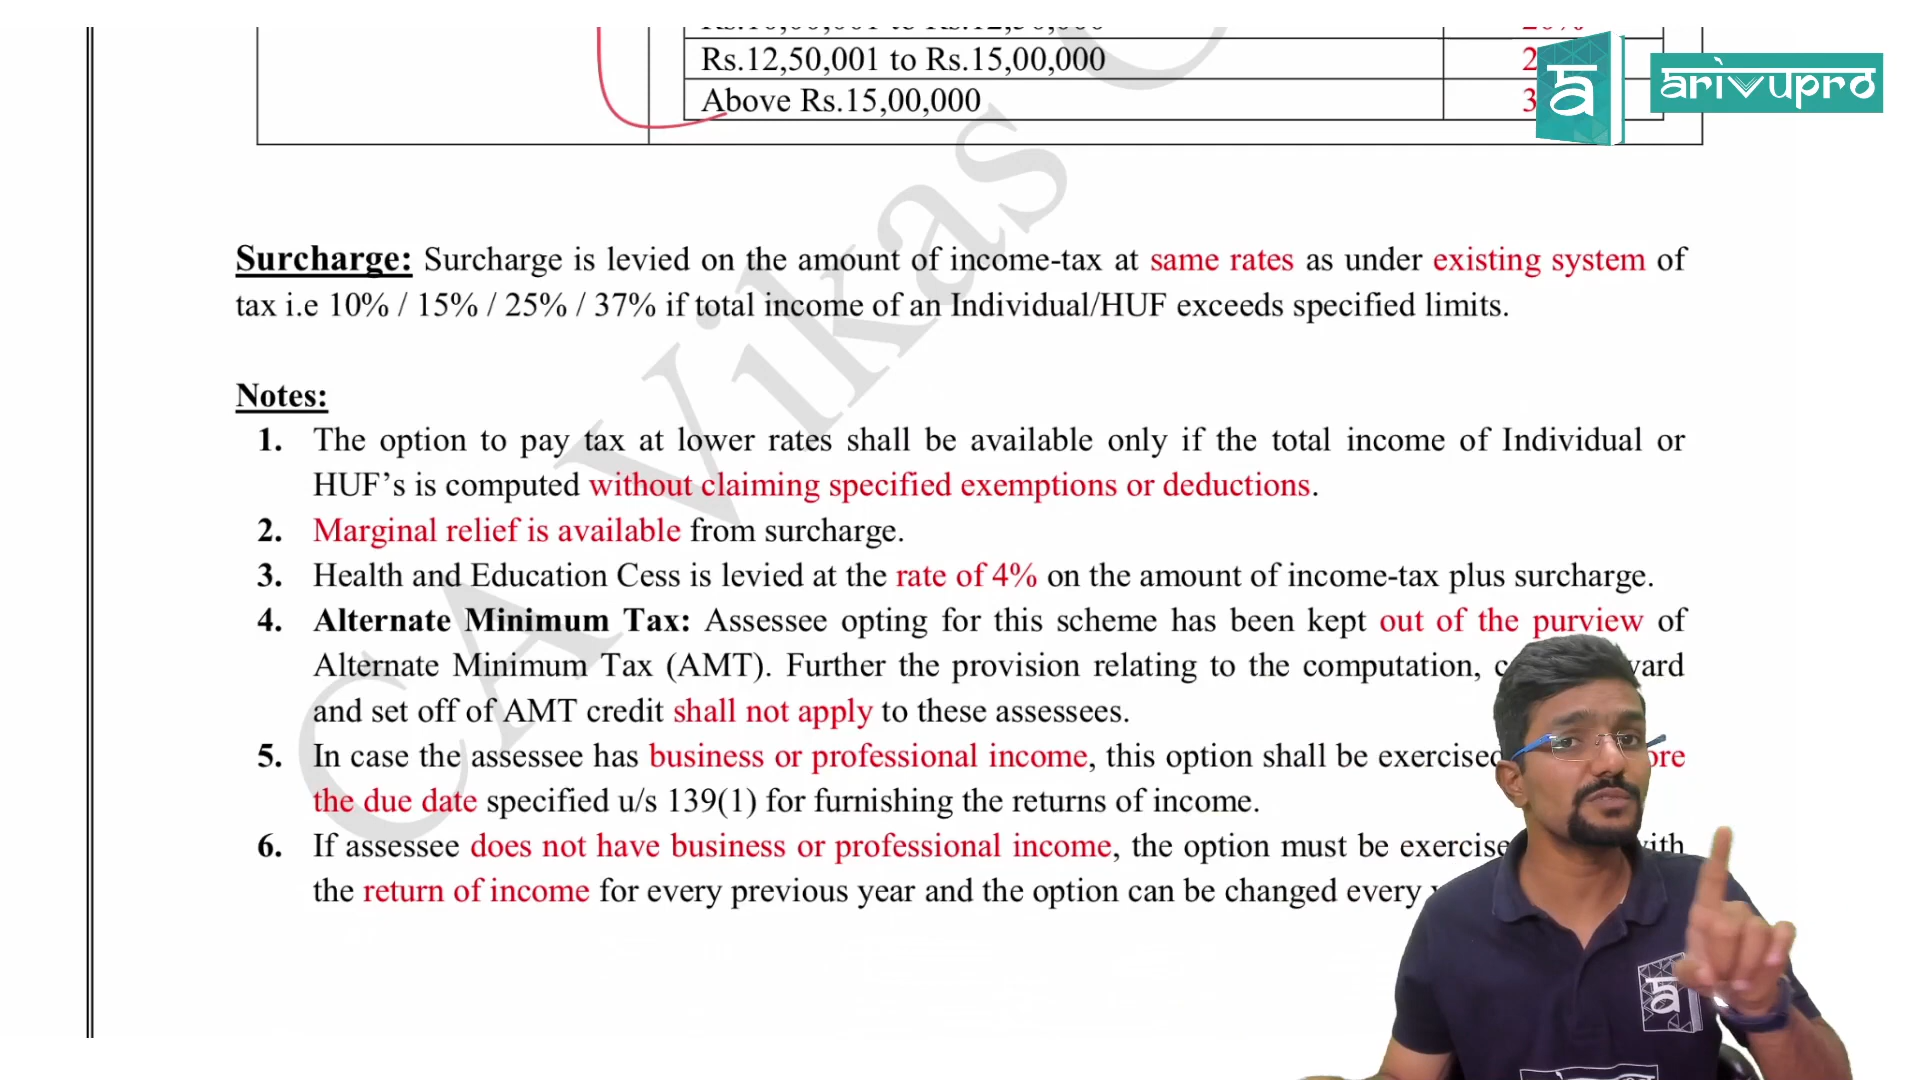 Rs.12,50,001 to Rs.15,00,000 2
Above Rs.15,00,000 3
arivupro
Surcharge: Surcharge is levied on the amount of income-tax at same rates as under existing system of
tax i.e 10% / 15% / 25% / 37% if total income of an Individual/HUF exceeds specified limits.
Notes:
1. The option to pay tax at lower rates shall be available only if the total income of Individual or
HUF’s is computed without claiming specified exemptions or deductions.
2. Marginal relief is available from surcharge.
3. Health and Education Cess is levied at the rate of 4% on the amount of income-tax plus surcharge.
4. Alternate Minimum Tax: Assessee opting for this scheme has been kept out of the purview of
Alternate Minimum Tax (AMT). Further the provision relating to the computation,
and set off of AMT credit shall not apply to these assessees.
5. In case the assessee has business or professional income, this option shall be exercised
the due date specified u/s 139(1) for furnishing the returns of income.
6. If assessee does not have business or professional income, the option must be
the return of income for every previous year and the option can be changed every
CA Vikas